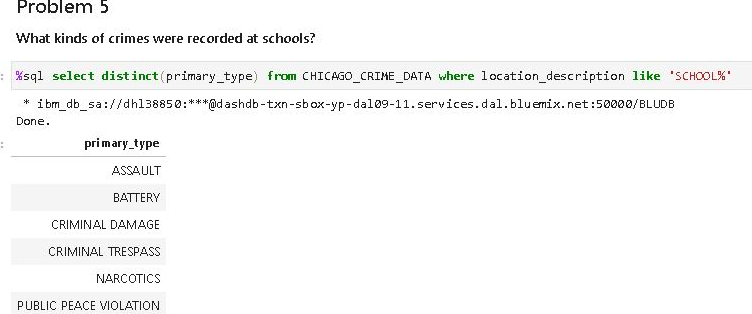 Problem 5
What kinds of crimes were recorded at schools?
%sql select distinct(primary_type) from CHICAGO_CRIME_DATA where location_description like 'SCHOOL%'
* ibm_db_sa://dhl38850:***@dashdb-txn-sbox-yp-dal09-11.services.dal.bluemix.net:50000/BLUDB
Done.
primary_type
ASSAULT
BATTERY
CRIMINAL DAMAGE
CRIMINAL TRESPASS
NARCOTICS
PUBLIC PEACE VIOLATION